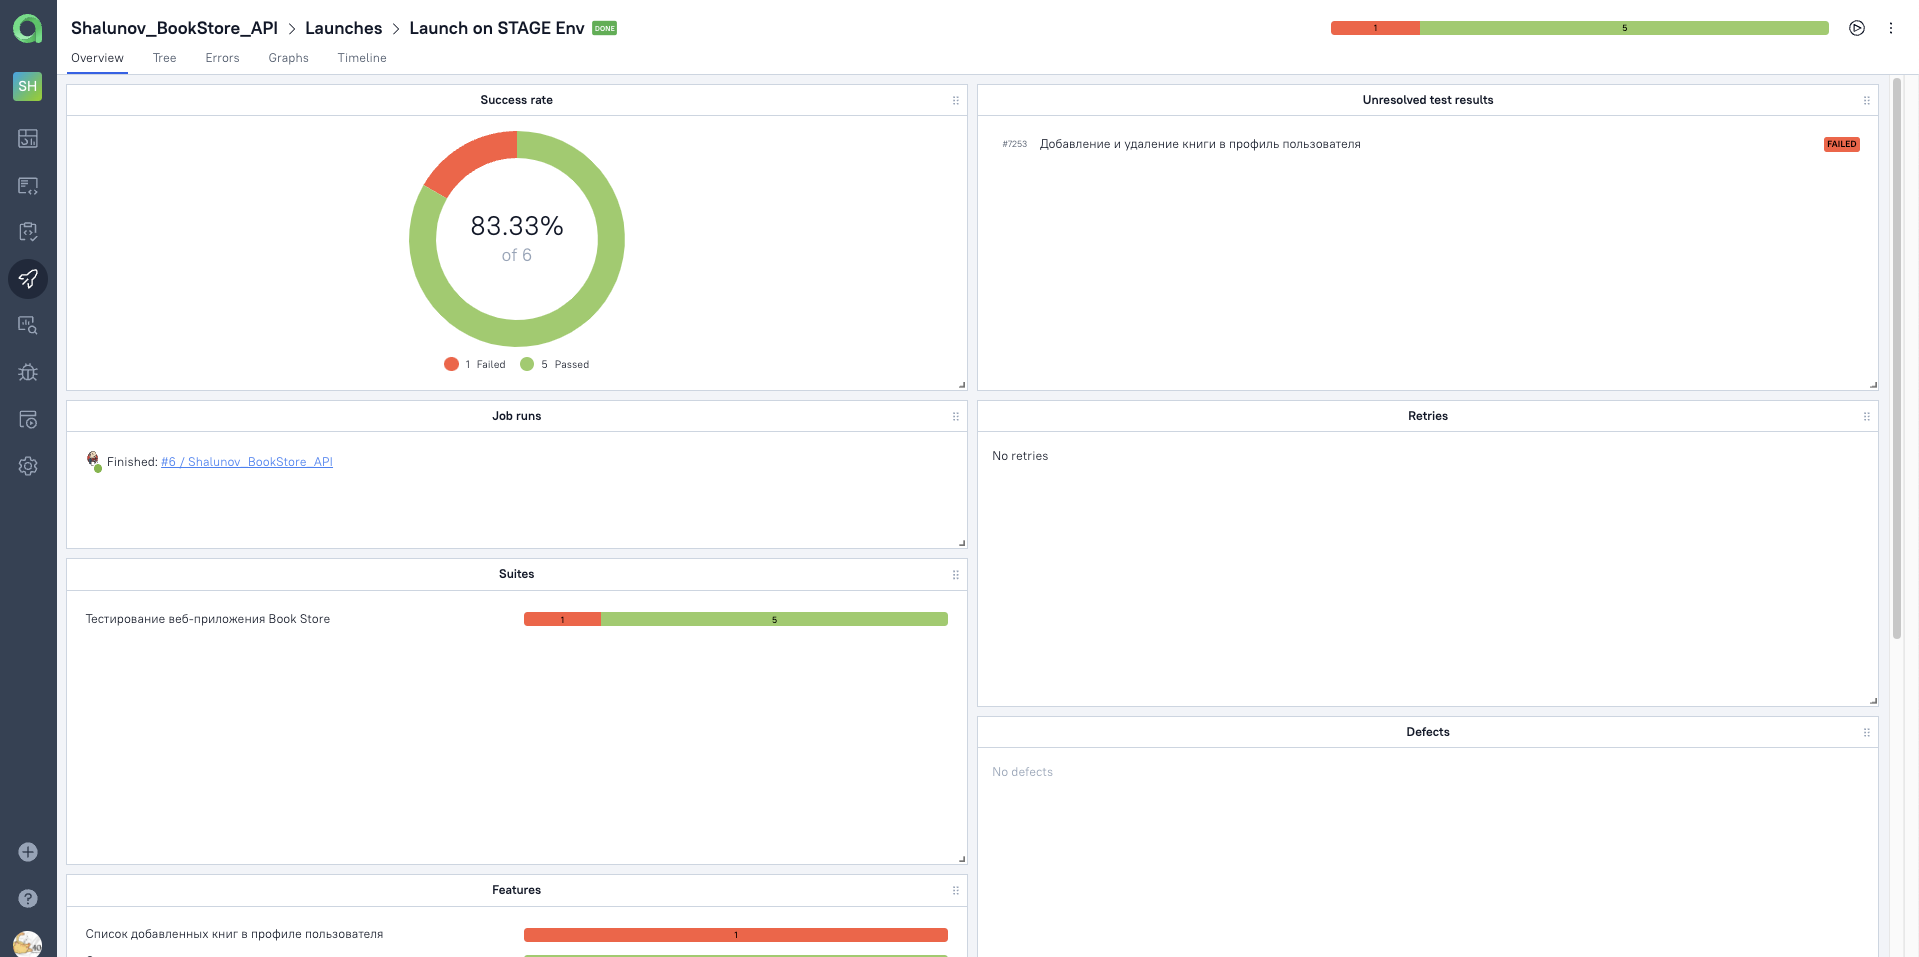 Shalunov_BookStore_API > Launches > Launch on STAGE Env DONE
1 5
Overview Tree Errors Graphs Timeline
SH
Success rate
83.33%
of 6
1 Failed 5 Passed
Unresolved test results
#7253 Добавление и удаление книги в профиль пользователя FAILED
Job runs
Finished: #6 / Shalunov_BookStore_API
Retries
No retries
Suites
Тестирование веб-приложения Book Store 1 5
Defects
No defects
Features
Список добавленных книг в профиле пользователя 1